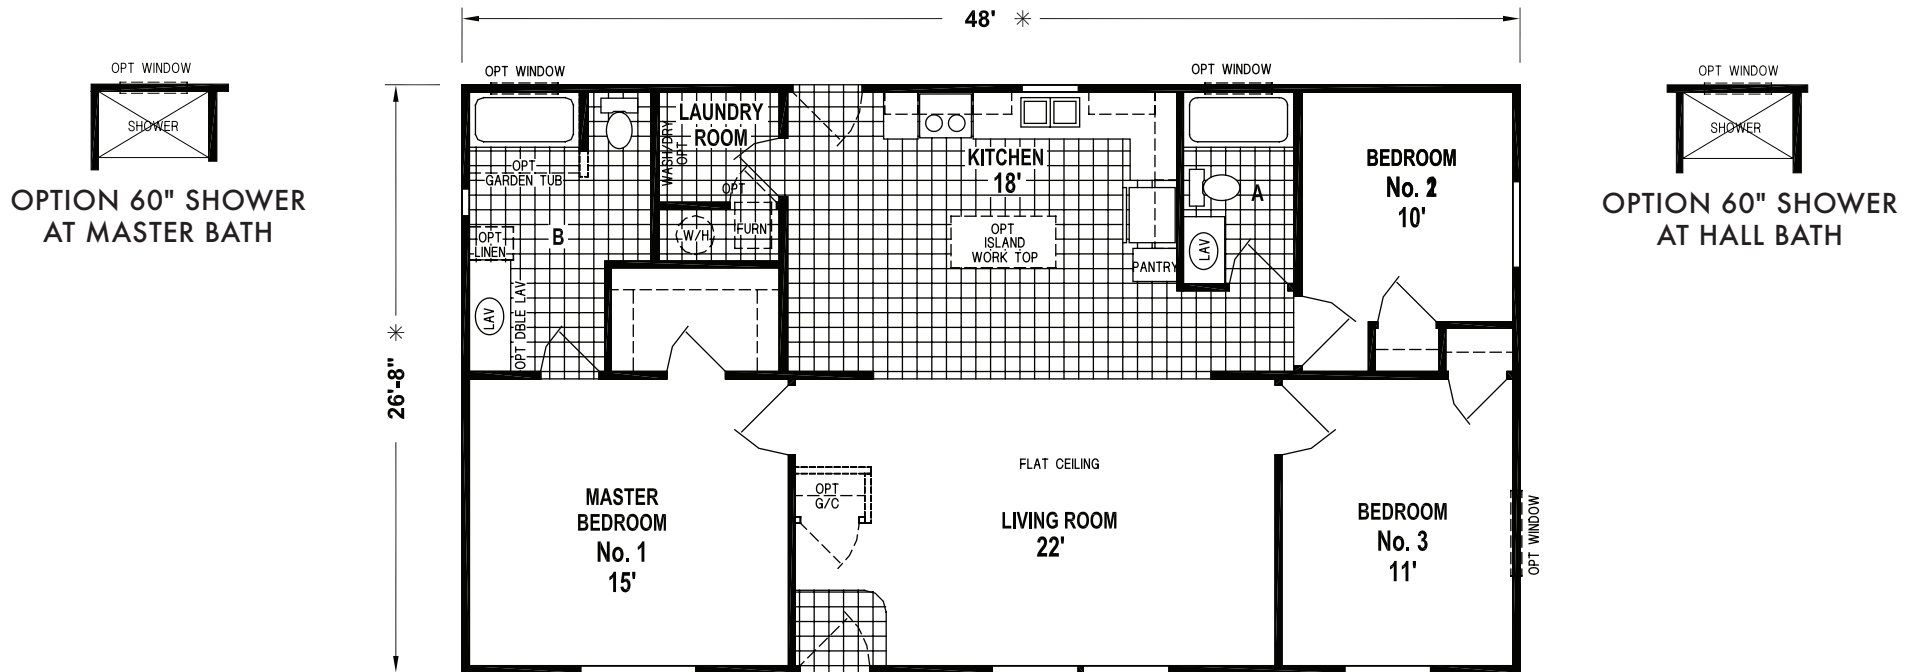 48' ✳
OPT WINDOW
SHOWER
OPTION 60" SHOWER
AT MASTER BATH
OPT WINDOW
OPT WINDOW
OPT WINDOW
SHOWER
OPTION 60" SHOWER
AT HALL BATH
26'-8" ✳
OPT
GARDEN TUB
B
OPT
LINEN
LAV
OPT DBLE LAV
LAUNDRY
ROOM
WASH/DRY
OPT
OPT
W/H
FURN
KITCHEN
18'
OPT
ISLAND
WORK TOP
PANTRY
A
LAV
BEDROOM
No. 2
10'
MASTER
BEDROOM
No. 1
15'
OPT
G/C
FLAT CEILING
LIVING ROOM
22'
BEDROOM
No. 3
11'
OPT WINDOW